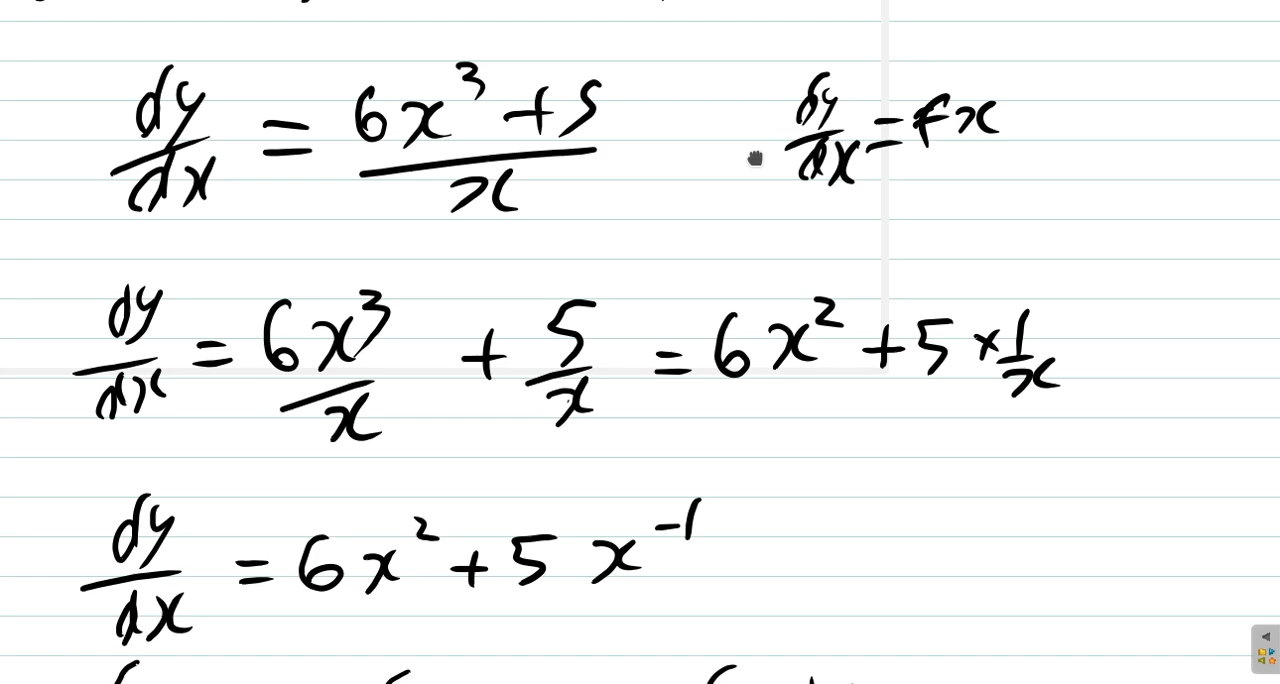 dy/dx = (6x³ + 5)/x
dy/dx = fx
dy/dx = 6x³/x + 5/x = 6x² + 5 × 1/x
dy/dx = 6x² + 5x⁻¹